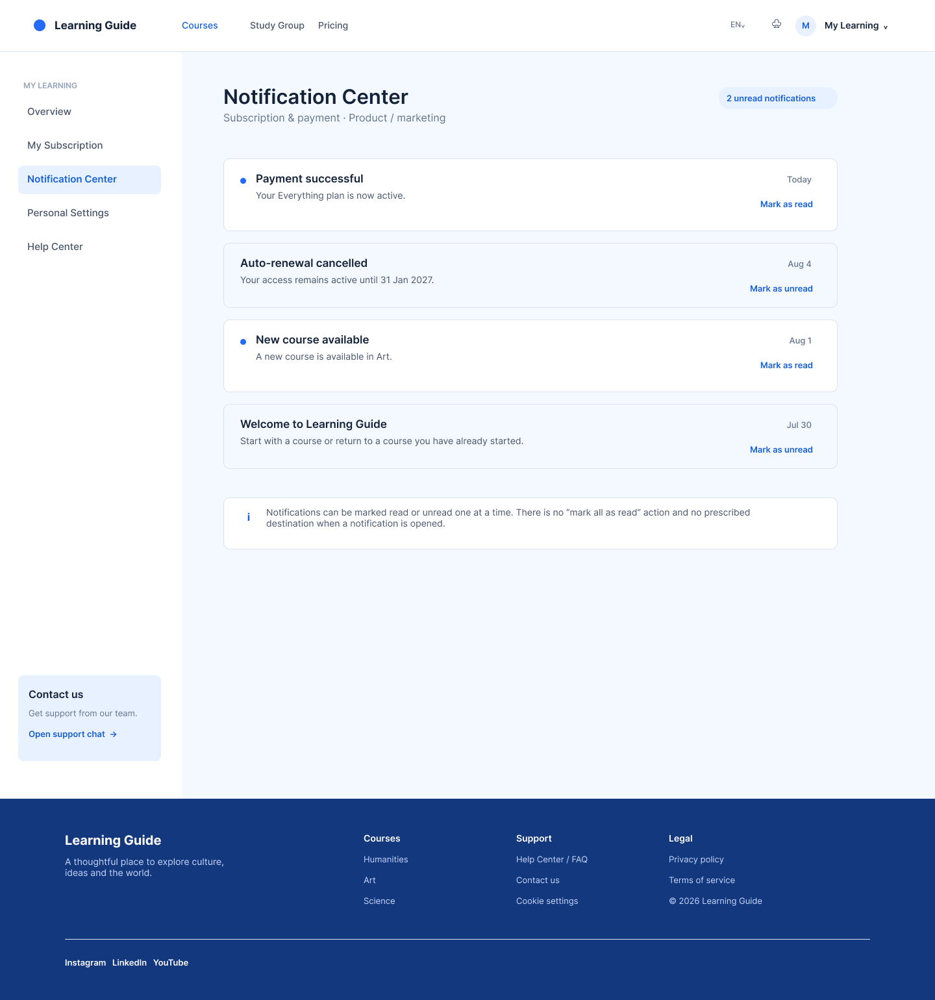 Learning Guide
Courses
Study Group
Pricing
EN
M
My Learning
MY LEARNING
Overview
My Subscription
Notification Center
Personal Settings
Help Center
Contact us
Get support from our team.
Open support chat →
Notification Center
Subscription & payment · Product / marketing
2 unread notifications
Payment successful
Today
Your Everything plan is now active.
Mark as read
Auto-renewal cancelled
Aug 4
Your access remains active until 31 Jan 2027.
Mark as unread
New course available
Aug 1
A new course is available in Art.
Mark as read
Welcome to Learning Guide
Jul 30
Start with a course or return to a course you have already started.
Mark as unread
i
Notifications can be marked read or unread one at a time. There is no “mark all as read” action and no prescribed
destination when a notification is opened.
Learning Guide
A thoughtful place to explore culture,
ideas and the world.
Courses
Humanities
Art
Science
Support
Help Center / FAQ
Contact us
Cookie settings
Legal
Privacy policy
Terms of service
© 2026 Learning Guide
Instagram
LinkedIn
YouTube